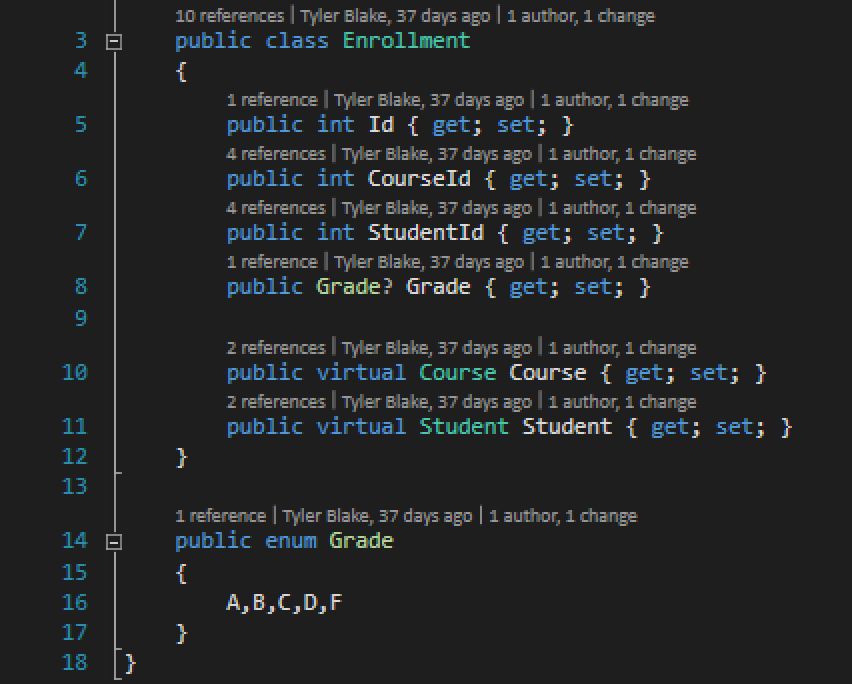 10 references | Tyler Blake, 37 days ago | 1 author, 1 change
3 public class Enrollment
4 {
1 reference | Tyler Blake, 37 days ago | 1 author, 1 change
5 public int Id { get; set; }
4 references | Tyler Blake, 37 days ago | 1 author, 1 change
6 public int CourseId { get; set; }
4 references | Tyler Blake, 37 days ago | 1 author, 1 change
7 public int StudentId { get; set; }
1 reference | Tyler Blake, 37 days ago | 1 author, 1 change
8 public Grade? Grade { get; set; }
9
2 references | Tyler Blake, 37 days ago | 1 author, 1 change
10 public virtual Course Course { get; set; }
2 references | Tyler Blake, 37 days ago | 1 author, 1 change
11 public virtual Student Student { get; set; }
12 }
13
1 reference | Tyler Blake, 37 days ago | 1 author, 1 change
14 public enum Grade
15 {
16 A,B,C,D,F
17 }
18 }